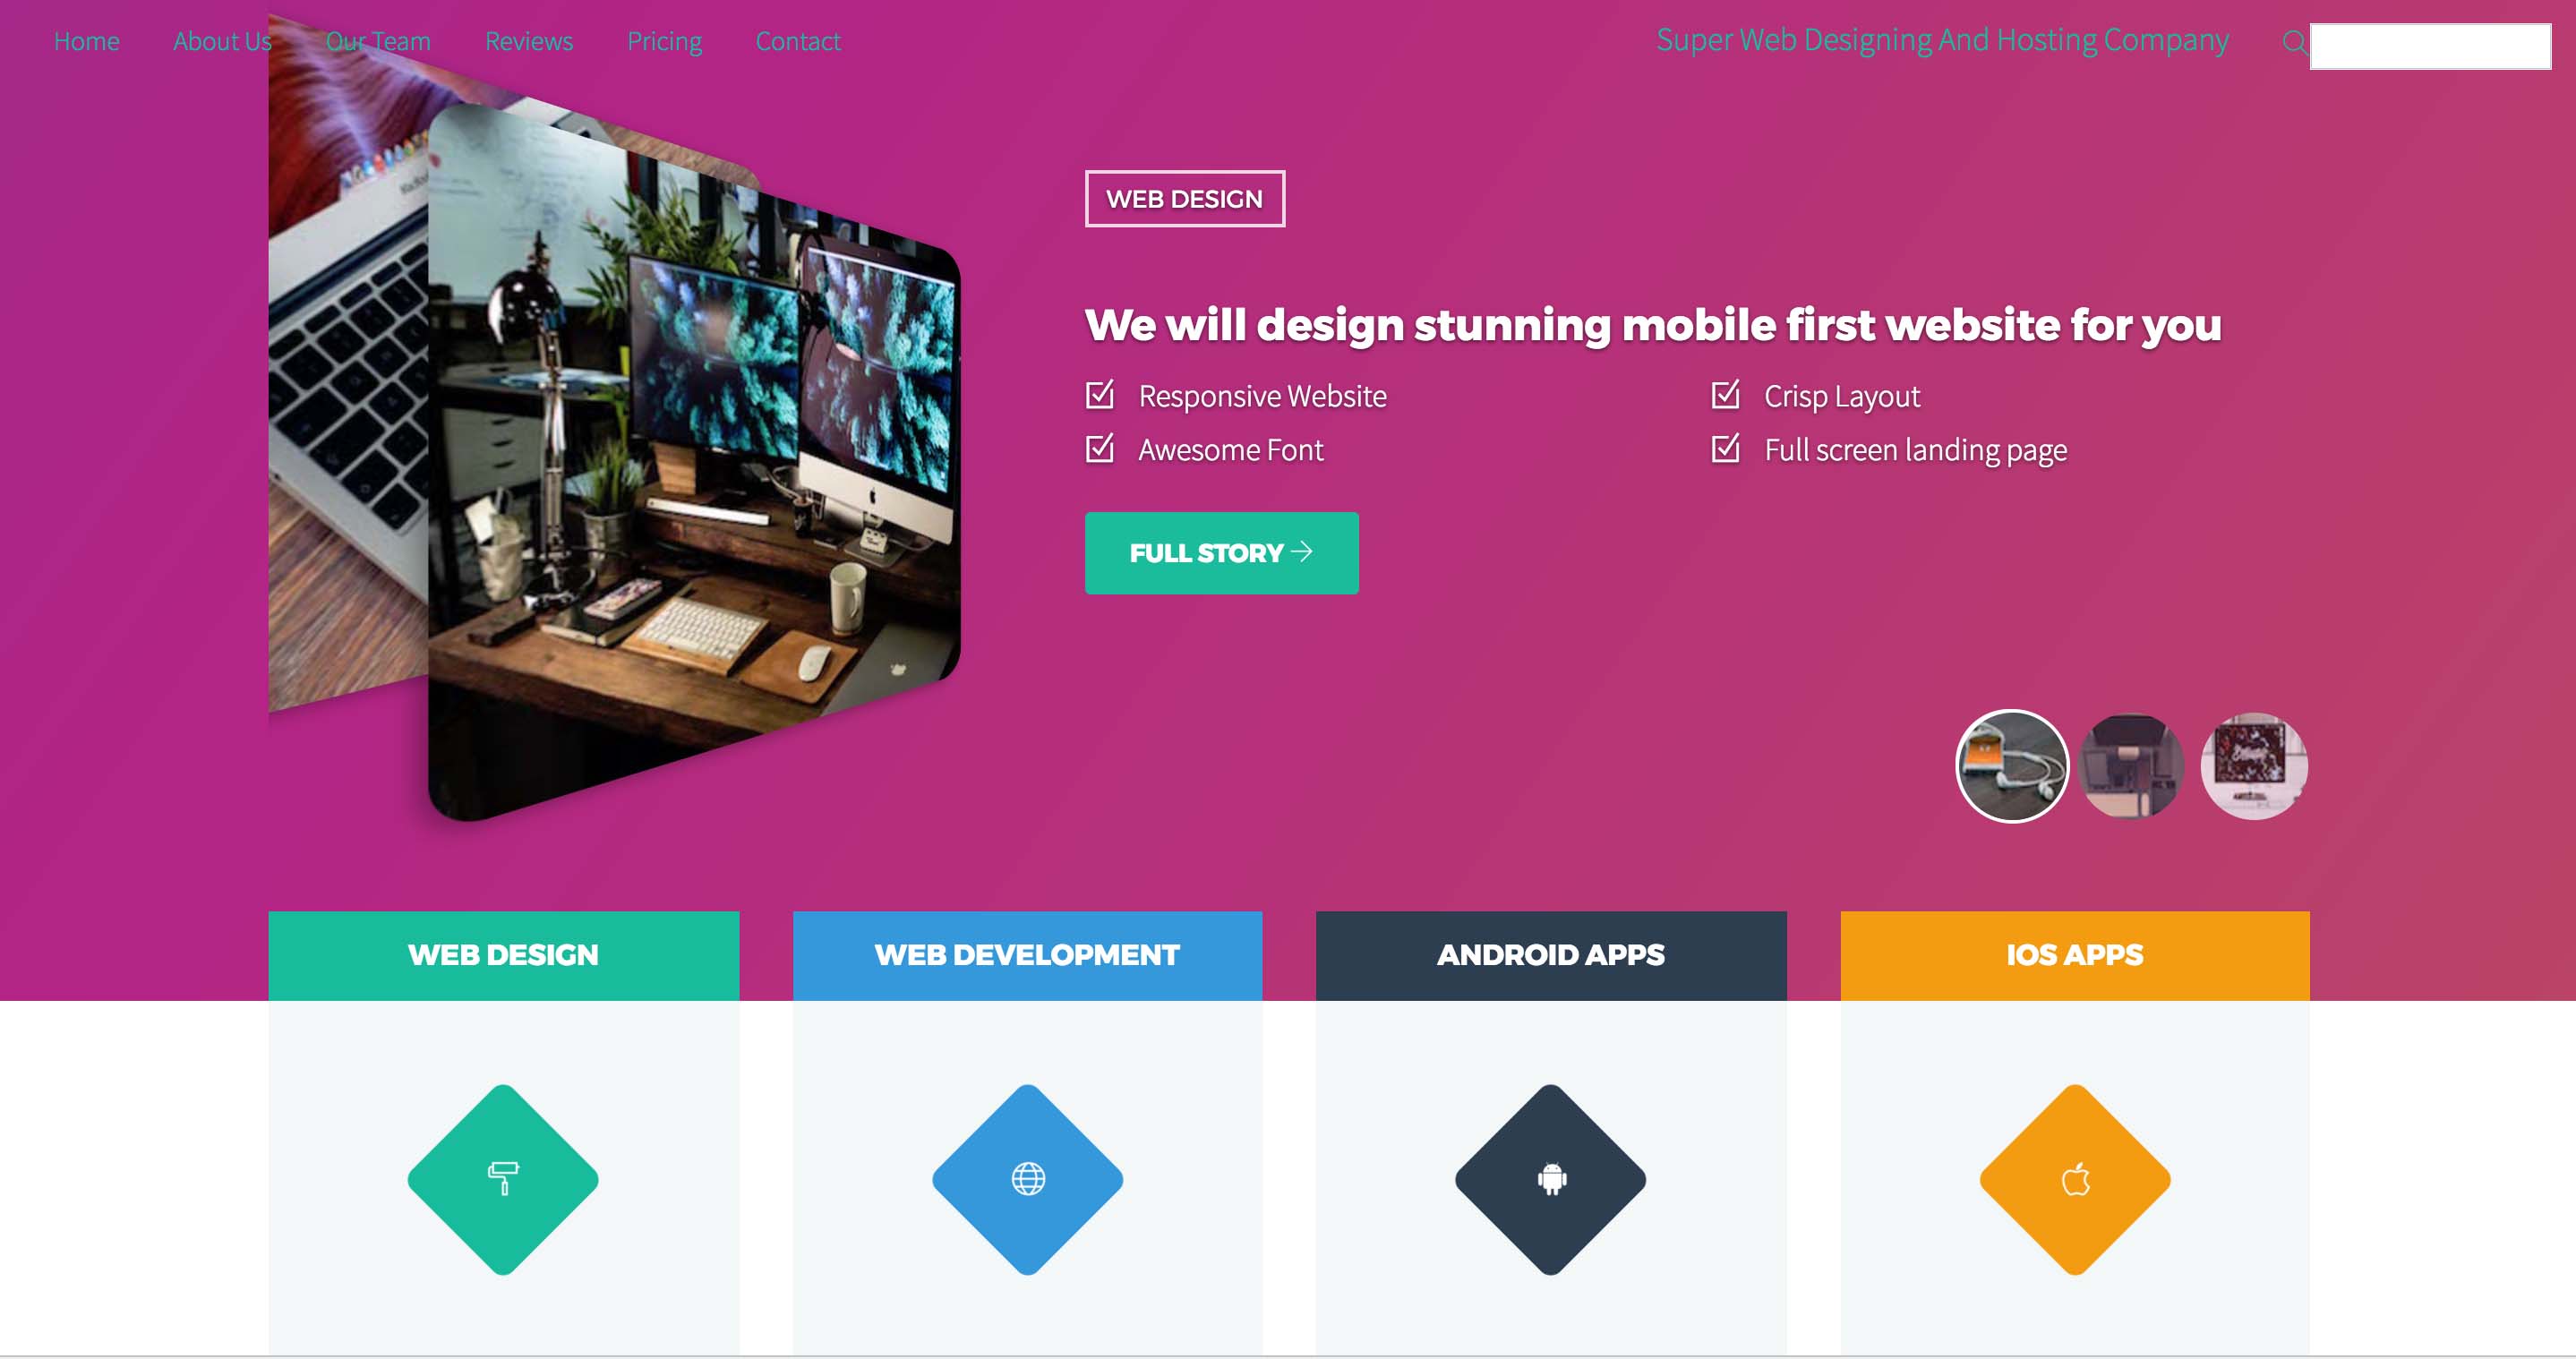 Home About Us Our Team Reviews Pricing Contact Super Web Designing And Hosting Company
WEB DESIGN
We will design stunning mobile first website for you
Responsive Website Crisp Layout
Awesome Font Full screen landing page
FULL STORY
WEB DESIGN WEB DEVELOPMENT ANDROID APPS IOS APPS